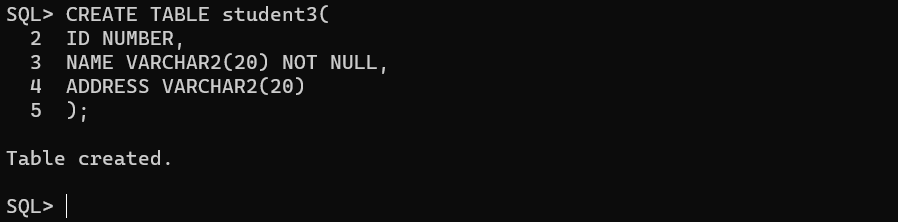 SQL> CREATE TABLE student3(
  2  ID NUMBER,
  3  NAME VARCHAR2(20) NOT NULL,
  4  ADDRESS VARCHAR2(20)
  5  );
Table created.
SQL>